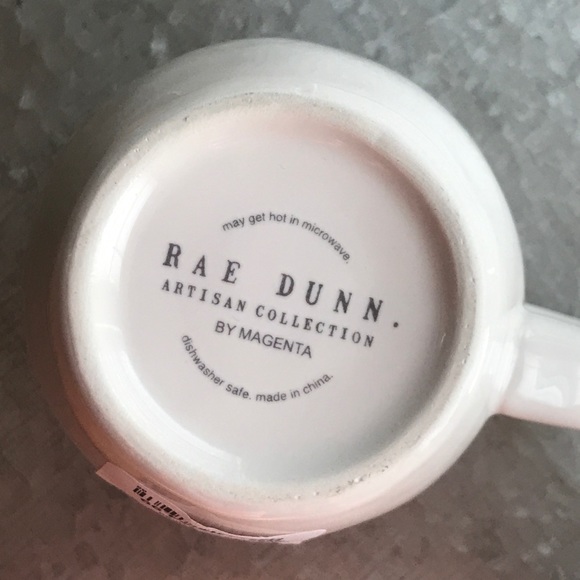 may get hot in microwave.
RAE DUNN.
ARTISAN COLLECTION
BY MAGENTA
dishwasher safe. made in china.